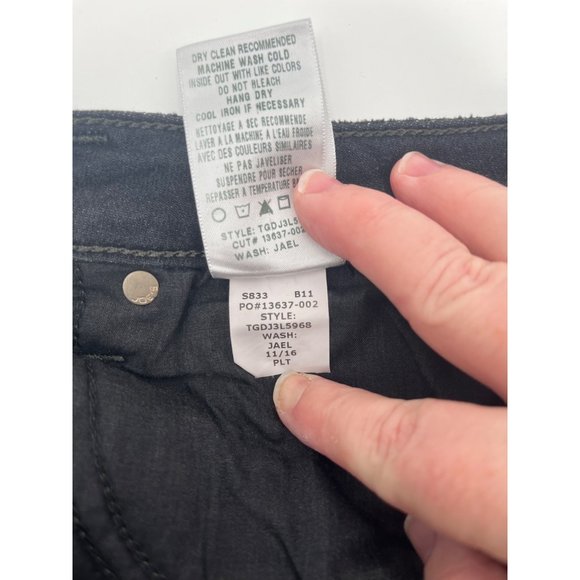 DRY CLEAN RECOMMENDED
MACHINE WASH COLD
INSIDE OUT WITH LIKE COLORS
DO NOT BLEACH
HANG DRY
COOL IRON IF NECESSARY
NETTOYAGE A SEC RECOMMENDE
LAVER A LA MACHINE A L'EAU FROIDE
AVEC DES COULEURS SIMILAIRES
NE PAS JAVELISER
SUSPENDRE POUR SECHER
REPASSER A TEMPERATURE
STYLE: TGDJ3L5
CUT# 13637-002
WASH: JAEL
S833 B11
PO#13637-002
STYLE:
TGDJ3L5968
WASH:
JAEL
11/16
PLT